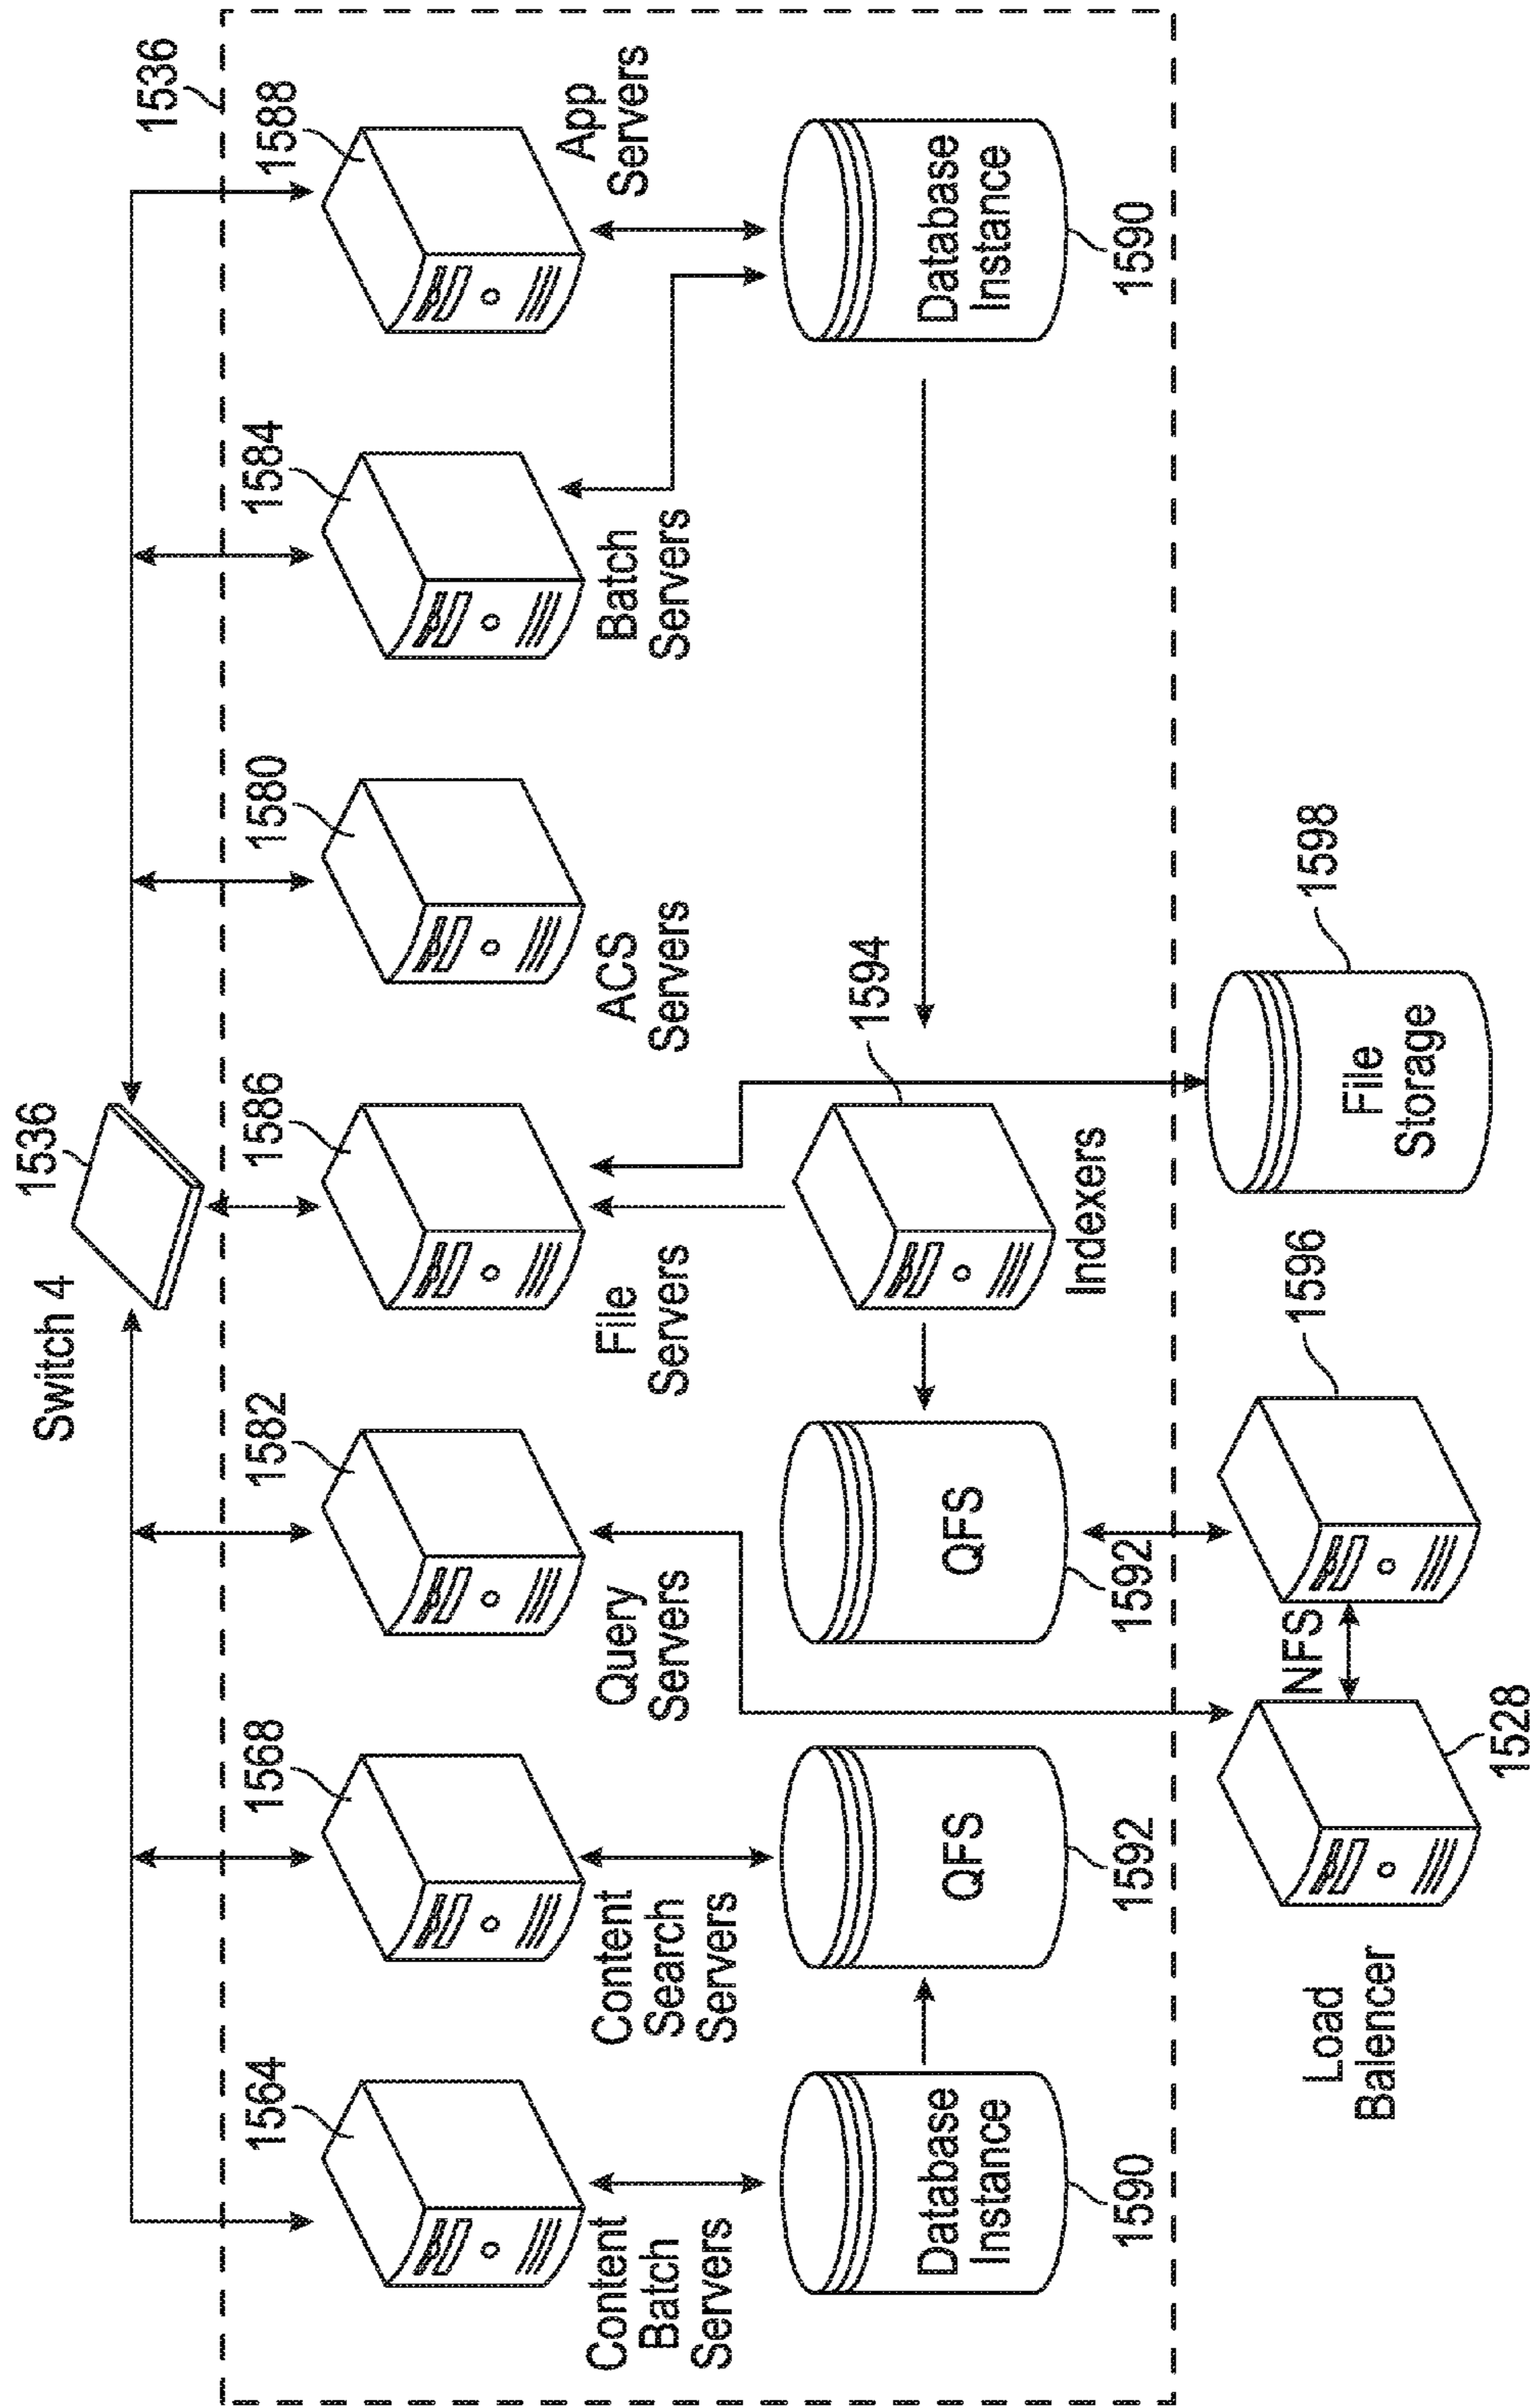 Switch 4
1536
1536
1564
1568
1582
1586
1580
1584
1588
Content
Batch
Servers
Content
Search
Servers
Query
Servers
File
Servers
ACS
Servers
Batch
Servers
App
Servers
Database
Instance
1590
QFS
1592
QFS
1592
1594
Indexers
Database
Instance
1590
Load
Balencer
1528
NFS
1596
File
Storage
1598